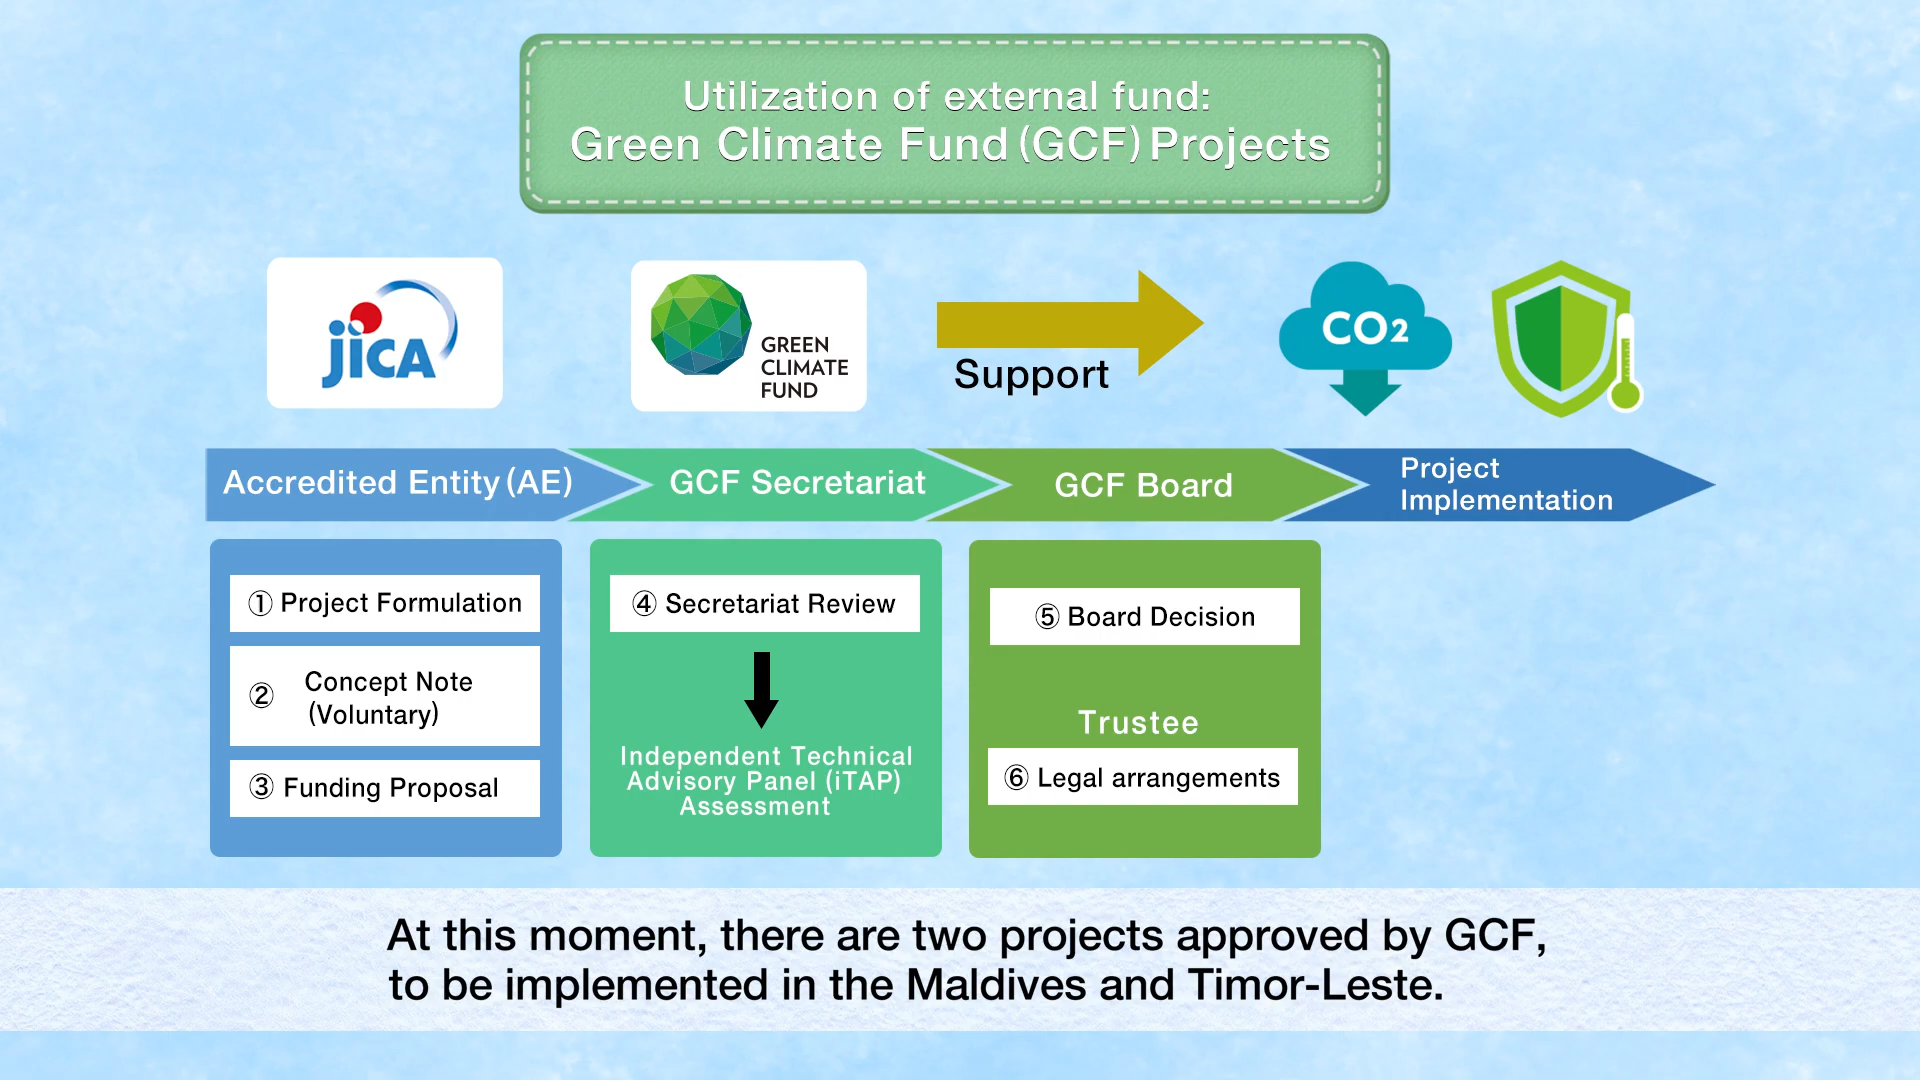 Utilization of external fund:
Green Climate Fund (GCF) Projects
JICA
GREEN
CLIMATE
FUND
Support
CO2
Accredited Entity (AE)
GCF Secretariat
GCF Board
Project
Implementation
① Project Formulation
② Concept Note
(Voluntary)
③ Funding Proposal
④ Secretariat Review
Independent Technical
Advisory Panel (iTAP)
Assessment
⑤ Board Decision
Trustee
⑥ Legal arrangements
At this moment, there are two projects approved by GCF,
to be implemented in the Maldives and Timor-Leste.